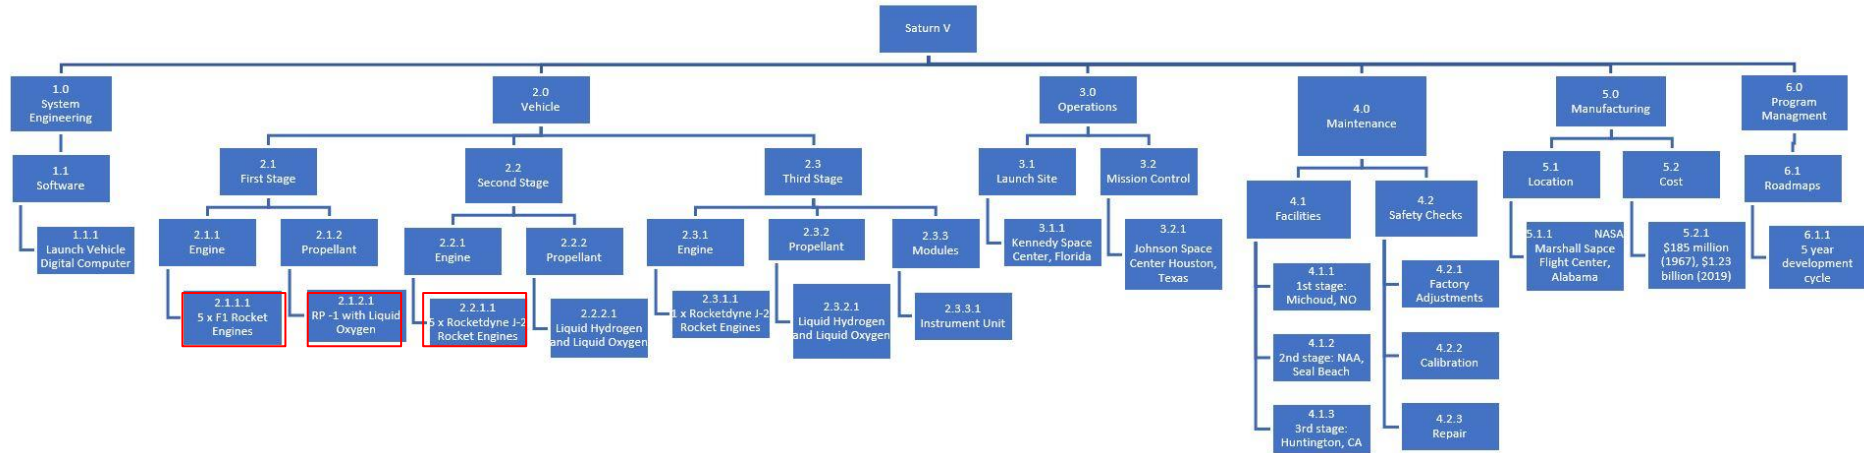 Saturn V
1.0
System
Engineering
2.0
Vehicle
3.0
Operations
4.0
Maintenance
5.0
Manufacturing
6.0
Program
Managment
1.1
Software
2.1
First Stage
2.2
Second Stage
2.3
Third Stage
3.1
Launch Site
3.2
Mission Control
4.1
Facilities
4.2
Safety Checks
5.1
Location
5.2
Cost
6.1
Roadmaps
1.1.1
Launch Vehicle
Digital Computer
2.1.1
Engine
2.1.2
Propellant
2.2.1
Engine
2.2.2
Propellant
2.3.1
Engine
2.3.2
Propellant
2.3.3
Modules
3.1.1
Kennedy Space
Center, Florida
3.2.1
Johnson Space
Center Houston,
Texas
4.1.1
1st stage:
Michoud, NO
4.1.2
2nd stage: NAA,
Seal Beach
4.1.3
3rd stage:
Huntington, CA
4.2.1
Factory
Adjustments
4.2.2
Calibration
4.2.3
Repair
5.1.1 NASA
Marshall Sapce
Flight Center,
Alabama
5.2.1
$185 million
(1967), $1.23
billion (2019)
6.1.1
5 year
development
cycle
2.1.1.1
5 x F1 Rocket
Engines
2.1.2.1
RP -1 with Liquid
Oxygen
2.2.1.1
5 x Rocketdyne J-2
Rocket Engines
2.2.2.1
Liquid Hydrogen
and Liquid Oxygen
2.3.1.1
1 x Rocketdyne J-2
Rocket Engines
2.3.2.1
Liquid Hydrogen
and Liquid Oxygen
2.3.3.1
Instrument Unit